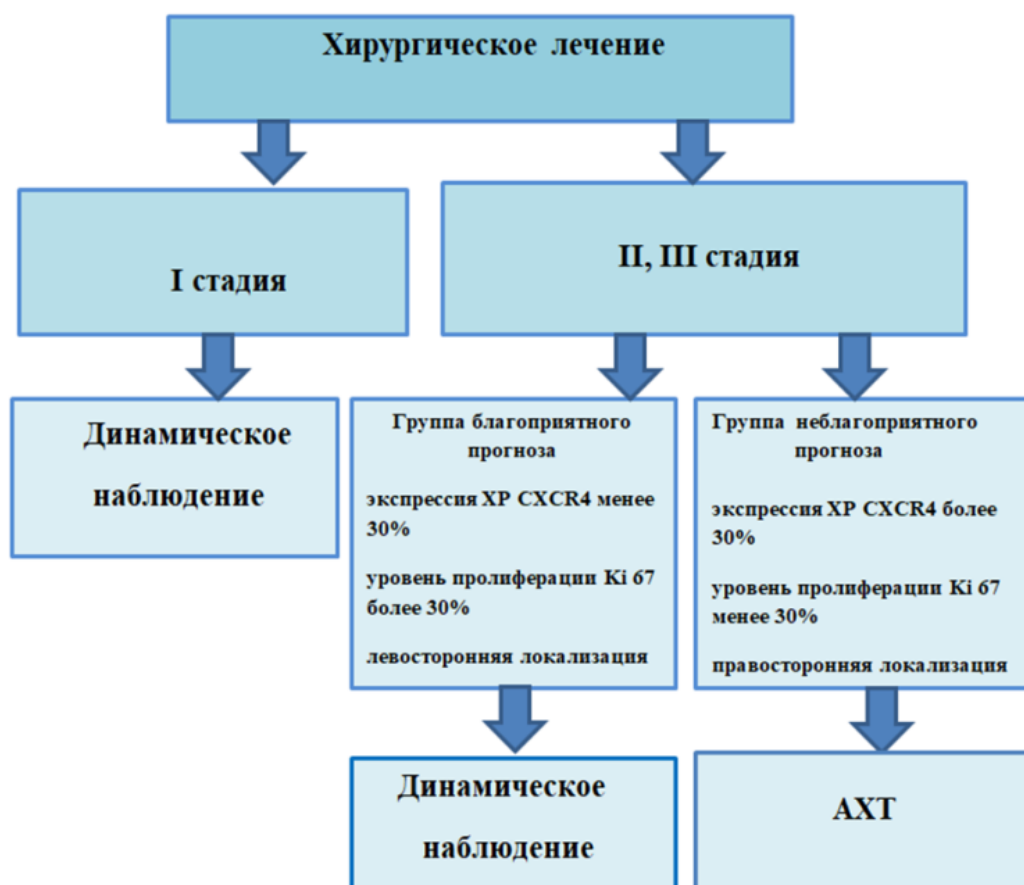 Хирургическое лечение
I стадия
II, III стадия
Динамическое
наблюдение
Группа благоприятного
прогноза
экспрессия ХР CXCR4 менее
30%
уровень пролиферации Ki 67
более 30%
левосторонняя локализация
Группа неблагоприятного
прогноза
экспрессия ХР CXCR4 более
30%
уровень пролиферации Ki 67
менее 30%
правосторонняя локализация
Динамическое
наблюдение
АХТ